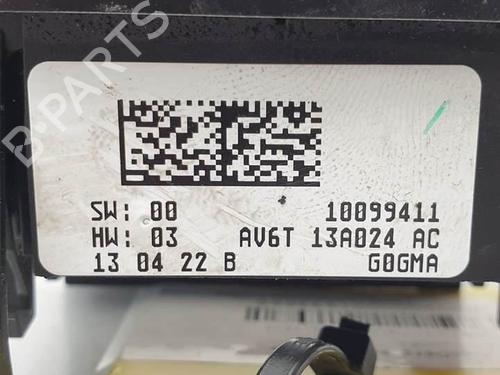 B-PARTS
SW: 00 10099411
HW: 03 AV6T 13A024 AC
13 04 22 B G0GMA